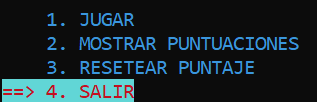 1. JUGAR
2. MOSTRAR PUNTUACIONES
3. RESETEAR PUNTAJE
==> 4. SALIR